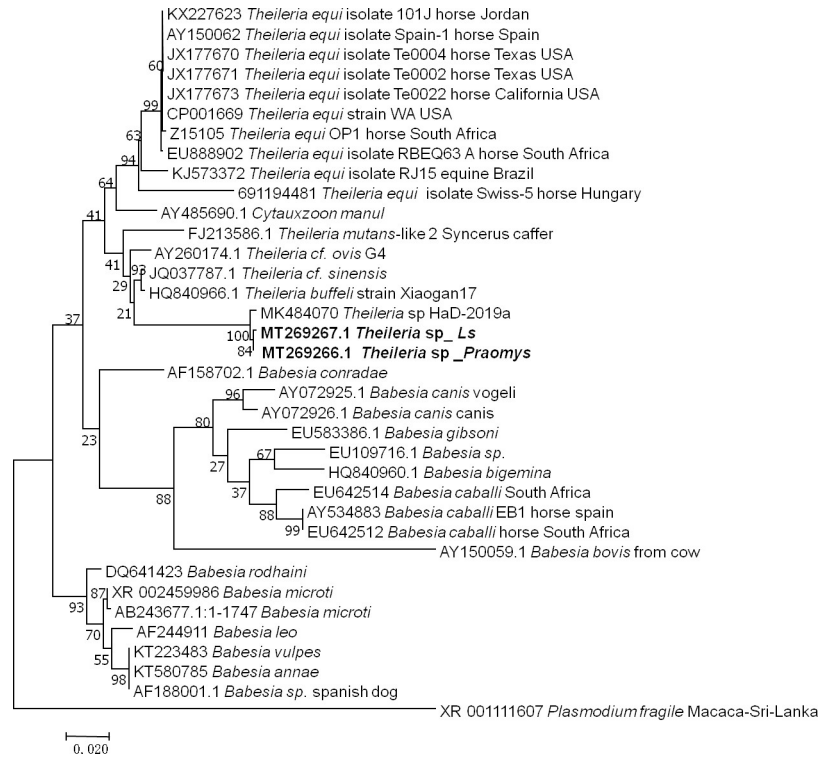 KX227623 Theileria equi isolate 101J horse Jordan
AY150062 Theileria equi isolate Spain-1 horse Spain
JX177670 Theileria equi isolate Te0004 horse Texas USA
60
JX177671 Theileria equi isolate Te0002 horse Texas USA
JX177673 Theileria equi isolate Te0022 horse California USA
99
CP001669 Theileria equi strain WA USA
63
Z15105 Theileria equi OP1 horse South Africa
EU888902 Theileria equi isolate RBEQ63 A horse South Africa
94
KJ573372 Theileria equi isolate RJ15 equine Brazil
64
691194481 Theileria equi isolate Swiss-5 horse Hungary
41
AY485690.1 Cytauxzoon manul
FJ213586.1 Theileria mutans-like 2 Syncerus caffer
AY260174.1 Theileria cf. ovis G4
41
93
JQ037787.1 Theileria cf. sinensis
29
HQ840966.1 Theileria buffeli strain Xiaogan17
21
MK484070 Theileria sp HaD-2019a
37
100
MT269267.1 Theileria sp_ Ls
84
MT269266.1 Theileria sp _Praomys
AF158702.1 Babesia conradae
96
AY072925.1 Babesia canis vogeli
AY072926.1 Babesia canis canis
80
EU583386.1 Babesia gibsoni
23
67
EU109716.1 Babesia sp.
27
HQ840960.1 Babesia bigemina
37
EU642514 Babesia caballi South Africa
88
88
AY534883 Babesia caballi EB1 horse spain
99
EU642512 Babesia caballi horse South Africa
AY150059.1 Babesia bovis from cow
DQ641423 Babesia rodhaini
87
XR 002459986 Babesia microti
93
AB243677.1:1-1747 Babesia microti
70
AF244911 Babesia leo
KT223483 Babesia vulpes
55
KT580785 Babesia annae
98
AF188001.1 Babesia sp. spanish dog
XR 001111607 Plasmodium fragile Macaca-Sri-Lanka
0.020